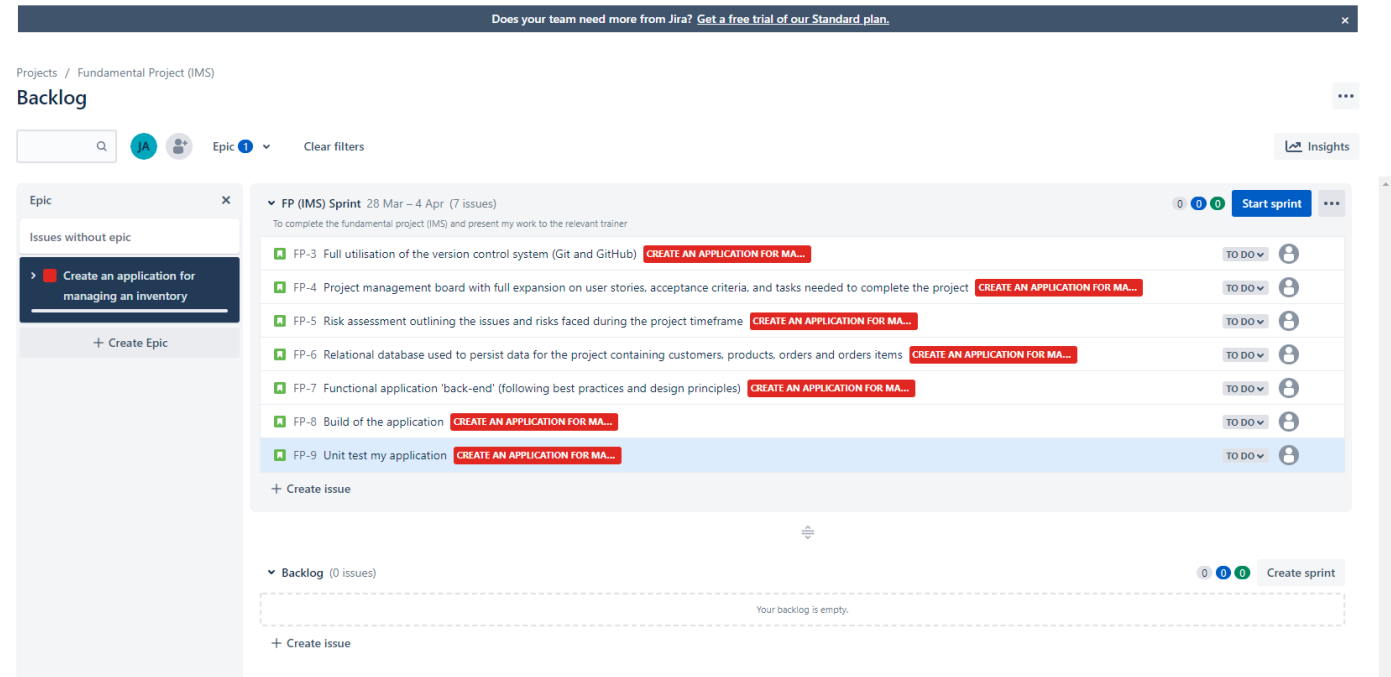 Does your team need more from Jira? Get a free trial of our Standard plan. ×
Projects / Fundamental Project (IMS)
Backlog
JA Epic 1 Clear filters Insights
Epic ×
Issues without epic
Create an application for
managing an inventory
+ Create Epic
FP (IMS) Sprint 28 Mar – 4 Apr (7 issues) 0 0 0 Start sprint
To complete the fundamental project (IMS) and present my work to the relevant trainer
FP-3 Full utilisation of the version control system (Git and GitHub) CREATE AN APPLICATION FOR MA... TO DO
FP-4 Project management board with full expansion on user stories, acceptance criteria, and tasks needed to complete the project CREATE AN APPLICATION FOR MA... TO DO
FP-5 Risk assessment outlining the issues and risks faced during the project timeframe CREATE AN APPLICATION FOR MA... TO DO
FP-6 Relational database used to persist data for the project containing customers, products, orders and orders items CREATE AN APPLICATION FOR MA... TO DO
FP-7 Functional application 'back-end' (following best practices and design principles) CREATE AN APPLICATION FOR MA... TO DO
FP-8 Build of the application CREATE AN APPLICATION FOR MA... TO DO
FP-9 Unit test my application CREATE AN APPLICATION FOR MA... TO DO
+ Create issue
Backlog (0 issues) 0 0 0 Create sprint
Your backlog is empty.
+ Create issue